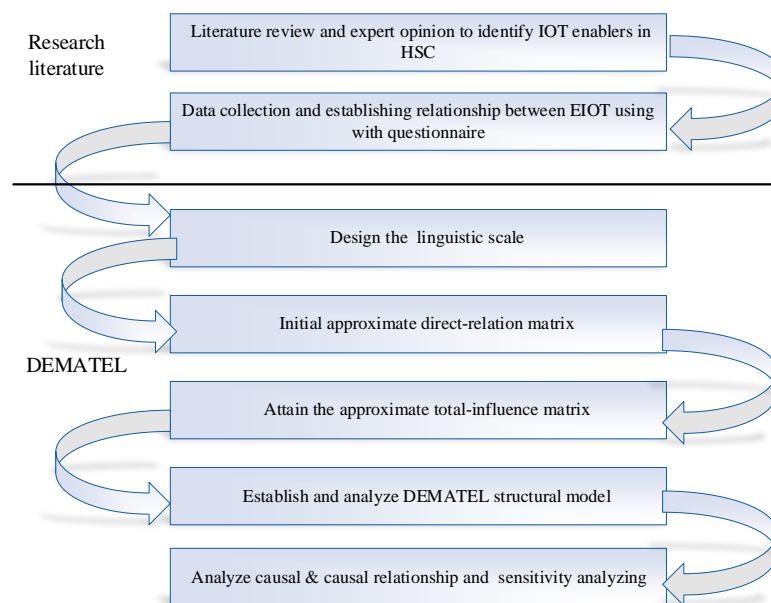 Research
literature
Literature review and expert opinion to identify IOT enablers in
HSC
Data collection and establishing relationship between EIOT using
with questionnaire
DEMATEL
Design the linguistic scale
Initial approximate direct-relation matrix
Attain the approximate total-influence matrix
Establish and analyze DEMATEL structural model
Analyze causal & causal relationship and sensitivity analyzing